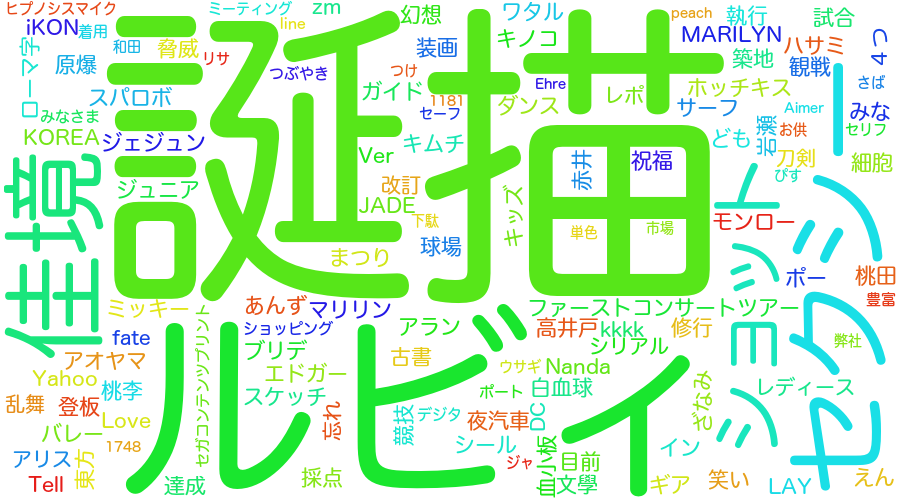 ヒプノシスマイク
ミーティング
zm
幻想
ワタル
peach
執行
試合
4つ
iKON
着用
line
和田
脅威
リサ
装画
キノコ
MARILYN
ハサミ
築地
観戦
ローマ字
原爆
つぶやき
つけ
Ehre
さば
スパロボ
ガイド
1181
レポ
ホッチキス
みなさま
セーフ
ダンス
サーフ
Aimer
みな
KOREA
ジェジュン
キムチ
ども
岩瀬
お供
セリフ
誕
描
佳境
Ver
赤井
祝福
刀剣
細胞
ジュニア
改訂
JADE
ぴす
下駄
キッズ
単色
市場
モンロー
まつり
球場
ショット
セクシー
ポー
桃田
豊富
ミッキー
あんず
マリリン
ファーストコンサートツアー
セガコンテンツプリント
ショッピング
アラン
高井戸
kkkk
修行
fate
シリアル
弊社
ルビィ
アオヤマ
ブリデ
古書
ウサギ
Nanda
Yahoo
桃李
エドガー
ポート
白血球
レディース
乱舞
登板
スケッチ
Love
忘れ
競技
デジタ
夜汽車
DC
ざなみ
バレー
1748
シール
イン
アリス
東方
ジャ
血小板
目前
Tell
達成
採点
文學
ギア
笑い
LAY
えん